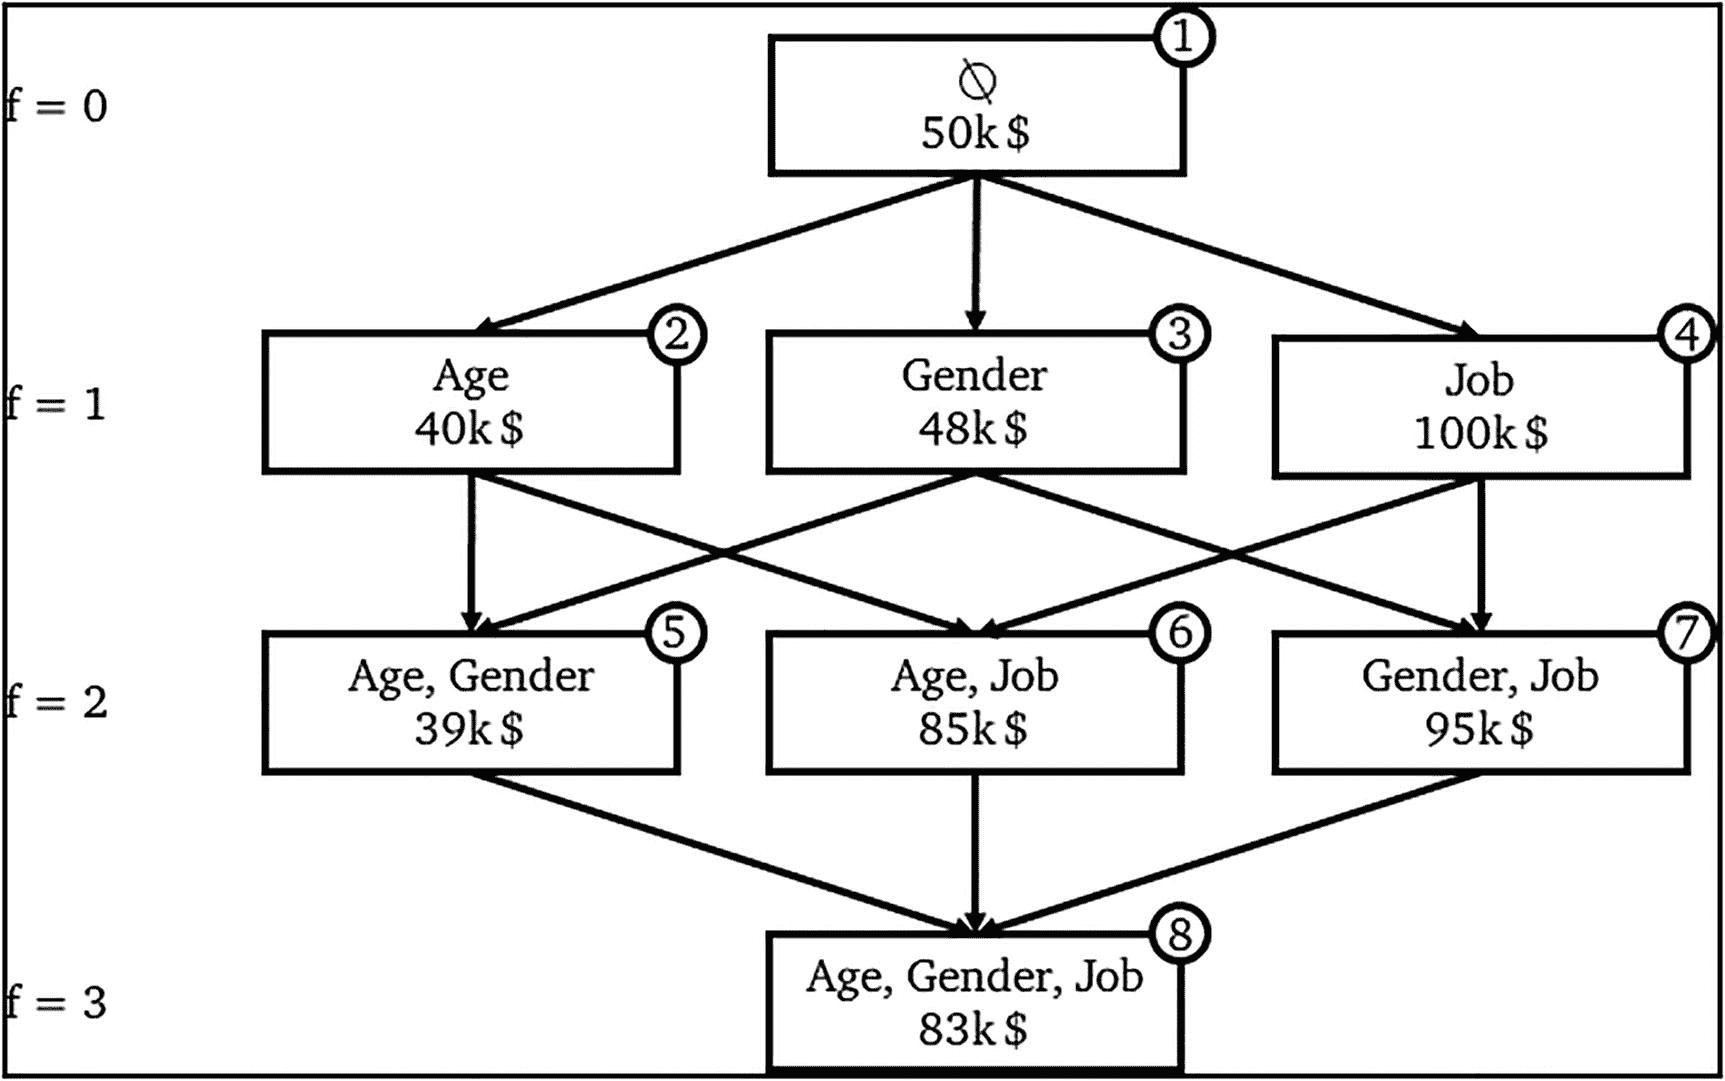 1
∅
f = 0
50k $
2
3
4
Age
Gender
Job
f = 1
40k $
48k $
100k $
5
6
7
Age, Gender
Age, Job
Gender, Job
f = 2
39k $
85k $
95k $
8
Age, Gender, Job
f = 3
83k $